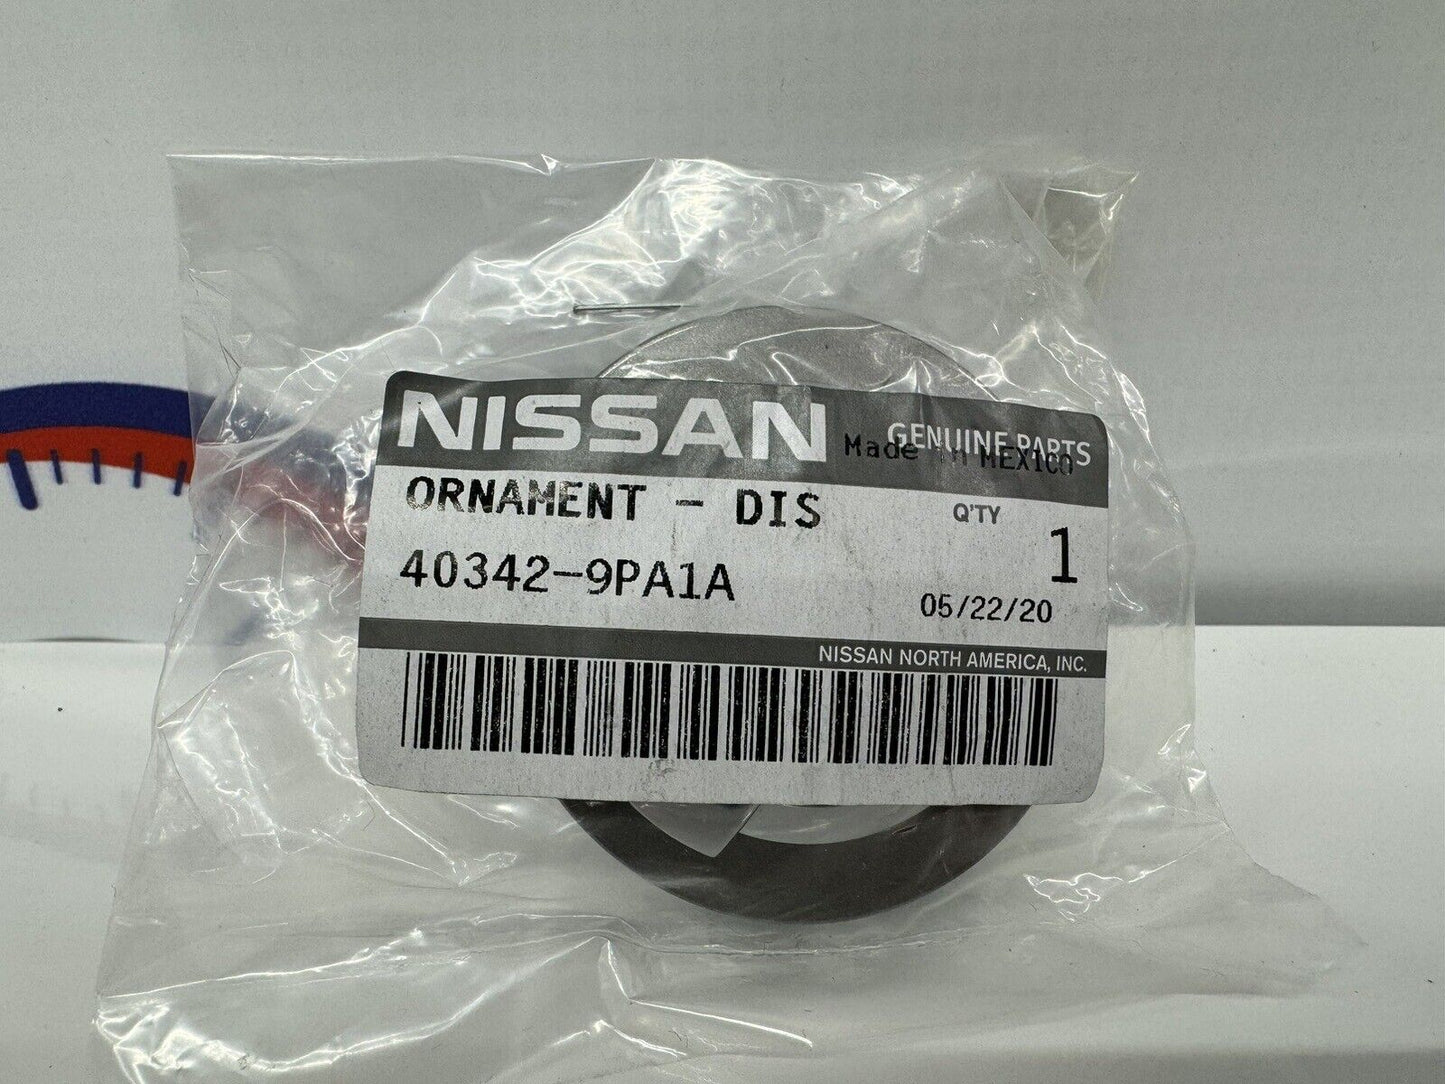 NISSAN GENUINE PARTS
Made in MEXICO
ORNAMENT - DIS Q'TY 1
40342-9PA1A 05/22/20
NISSAN NORTH AMERICA, INC.